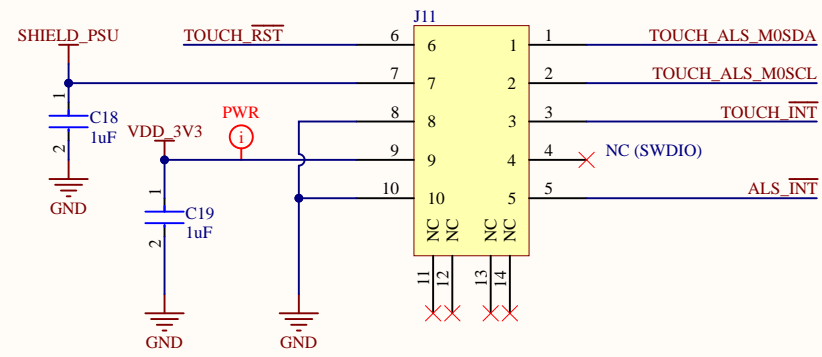 J11
SHIELD_PSU
TOUCH_RST 6 6 1 1 TOUCH_ALS_M0SDA
7 7 2 2 TOUCH_ALS_M0SCL
1
C18
1uF
2
GND
PWR
i
8 8 3 3 TOUCH_INT
VDD_3V3
9 9 4 4 NC (SWDIO)
10 10 5 5 ALS_INT
1
C19
1uF
2
GND
GND
NC NC NC NC
11 12 13 14